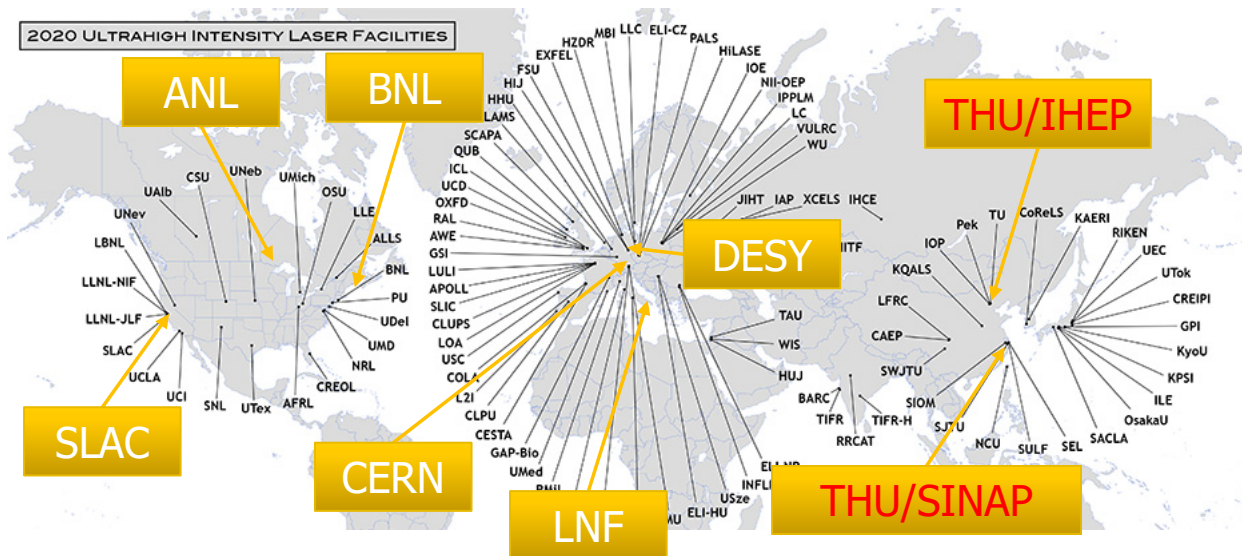 2020 Ultrahigh Intensity Laser Facilities
ANL
BNL
THU/IHEP
DESY
SLAC
CERN
LNF
THU/SINAP
UNev
UAlb
CSU
UNeb
UMich
OSU
LLE
ALLS
BNL
PU
UDel
UMD
NRL
CREOL
AFRL
UTex
SNL
UCI
UCLA
SLAC
LLNL-JLF
LLNL-NIF
LBNL
LAMS
HHU
HIJ
FSU
EXFEL
HZDR
MBI
LLC
ELI-CZ
PALS
HiLASE
IOE
NII-OEP
IPPLM
LC
VULRC
WU
SCAPA
QUB
ICL
UCD
OXFD
RAL
AWE
GSI
LULI
APOLL
SLIC
CLUPS
LOA
USC
COLA
L2I
CLPU
CESTA
GAP-Bio
UMed
ELI-HU
USze
JIHT
IAP
XCELS
IHCE
TAU
WIS
HUJ
BARC
TIFR
RRCAT
TIFR-H
Pek
TU
CoReLS
KAERI
RIKEN
UEC
UTok
CREIPI
GPI
KyoU
KPSI
ILE
OsakaU
SACLA
SEL
SULF
NCU
SJTU
SIOM
SWJTU
CAEP
LFRC
KQALS
IOP